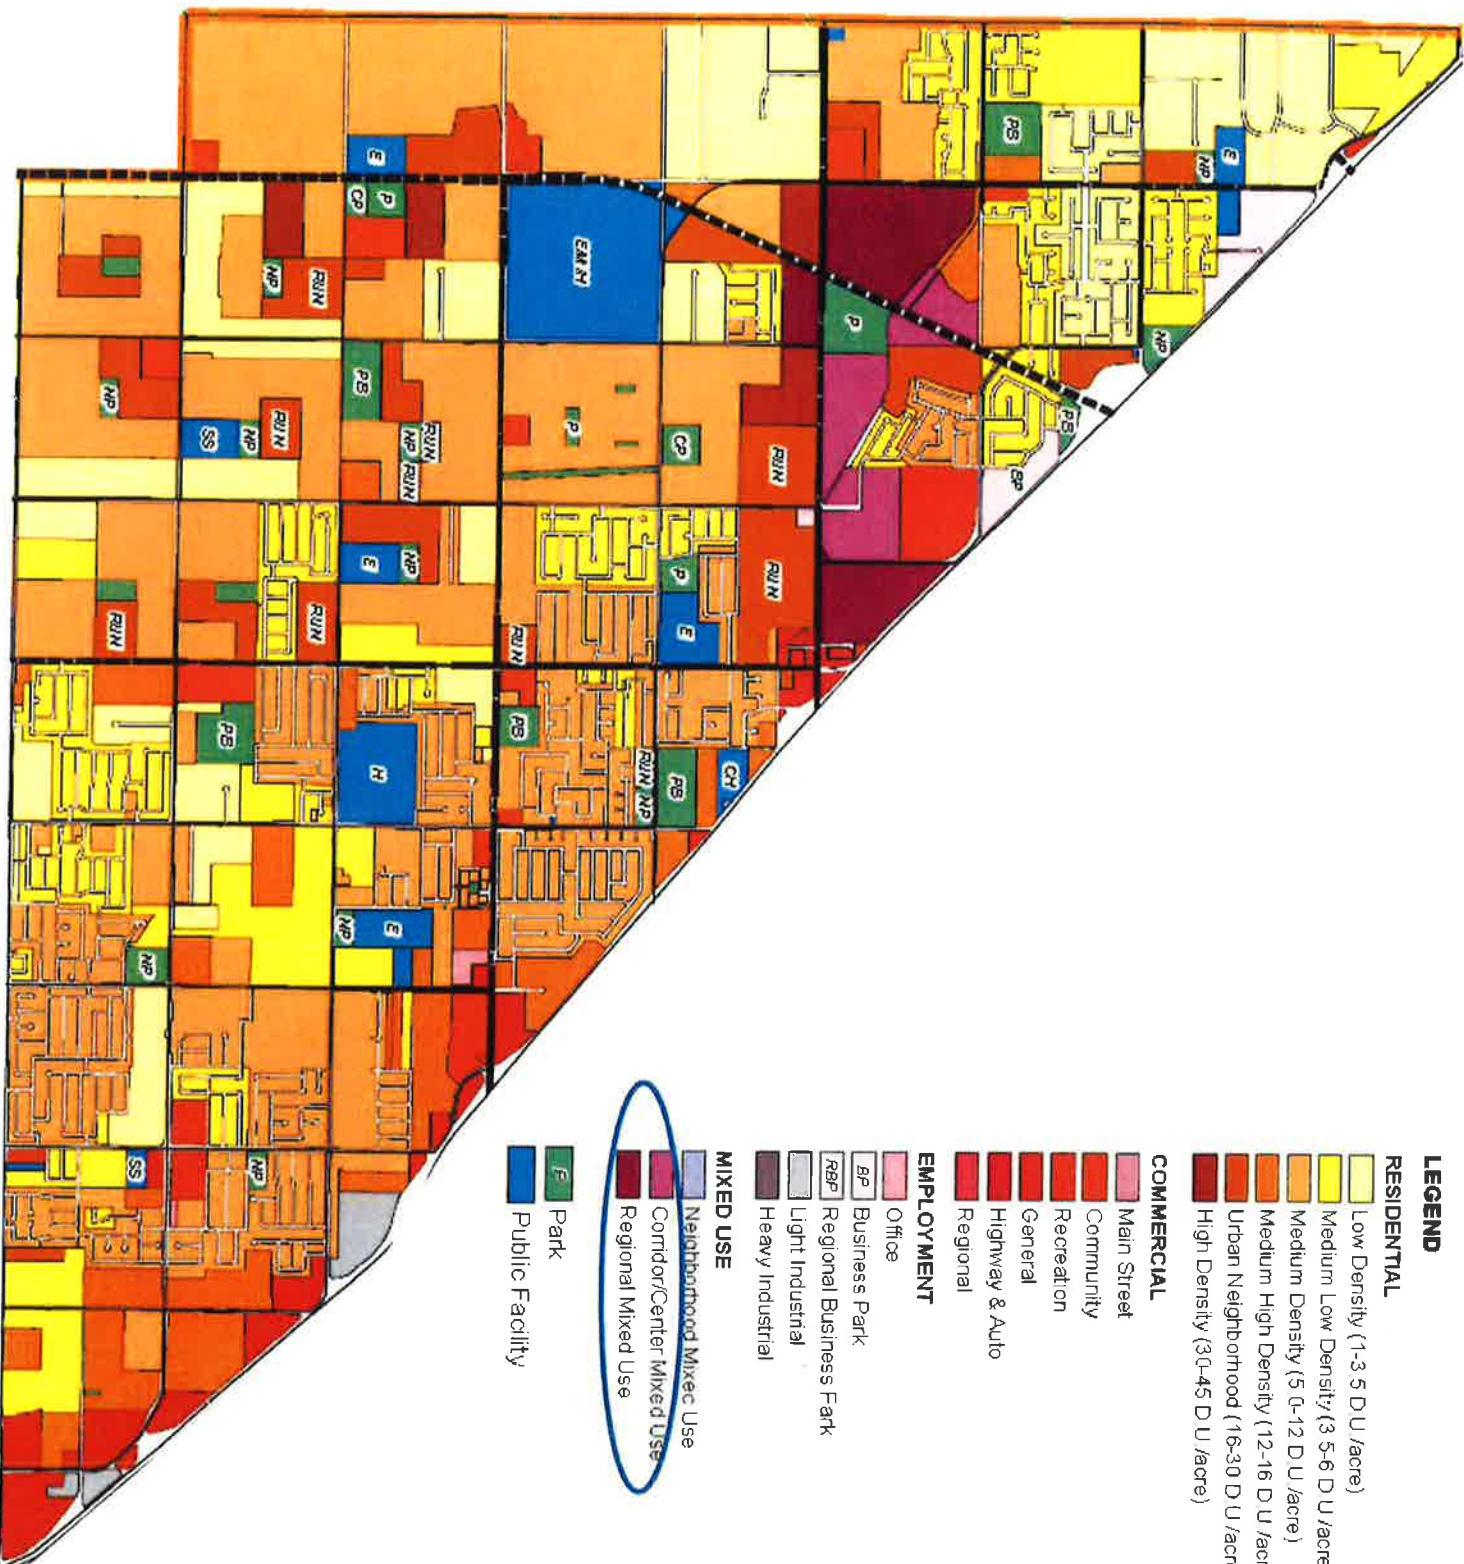 LEGEND
RESIDENTIAL
Low Density (1-3.5 D.U./acre)
Medium Low Density (3.5-6 D.U./acre
Medium Density (5.0-12 D.U./acre)
Medium High Density (12-16 D.U./acr
Urban Neighborhood (16-30 D.U./acr
High Density (30-45 D.U./acre)
COMMERCIAL
Main Street
Community
Recreation
General
Highway & Auto
Regional
EMPLOYMENT
Office
BP Business Park
RBP Regional Business Park
Light Industrial
Heavy Industrial
MIXED USE
Neighborhood Mixed Use
Corridor/Center Mixed Use
Regional Mixed Use
P Park
Public Facility
E
NP
PB
NP
PB
BP
P
E
P
CP
EMH
RUN
NP
CP
RUN
P
PB
RUN
NP
RUN
RUN
NP
SS
NP
RUN
P
E
RUN
NP
E
RUN
RUN
CH
PB
RUN NP
PB
H
PB
E
NP
NP
NP
SS